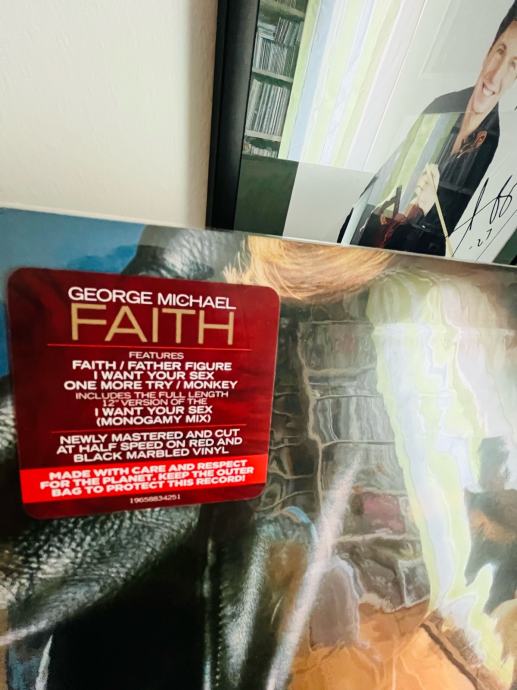 GEORGE MICHAEL
FAITH
FEATURES
FAITH / FATHER FIGURE
I WANT YOUR SEX
ONE MORE TRY / MONKEY
INCLUDES THE FULL LENGTH
12" VERSION OF THE
I WANT YOUR SEX
(MONOGAMY MIX)
NEWLY MASTERED AND CUT
AT HALF SPEED ON RED AND
BLACK MARBLED VINYL
MADE WITH CARE AND RESPECT
FOR THE PLANET. KEEP THE OUTER
BAG TO PROTECT THIS RECORD!
19658834251